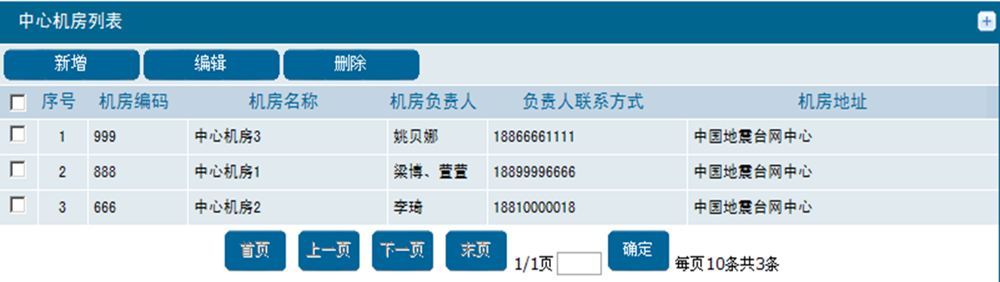 中心机房列表
新增 编辑 删除
序号 机房编码 机房名称 机房负责人 负责人联系方式 机房地址
1 999 中心机房3 姚贝娜 18866661111 中国地震台网中心
2 888 中心机房1 梁博、萱萱 18899996666 中国地震台网中心
3 666 中心机房2 李琦 18810000018 中国地震台网中心
首页 上一页 下一页 末页 1/1页 确定 每页10条共3条